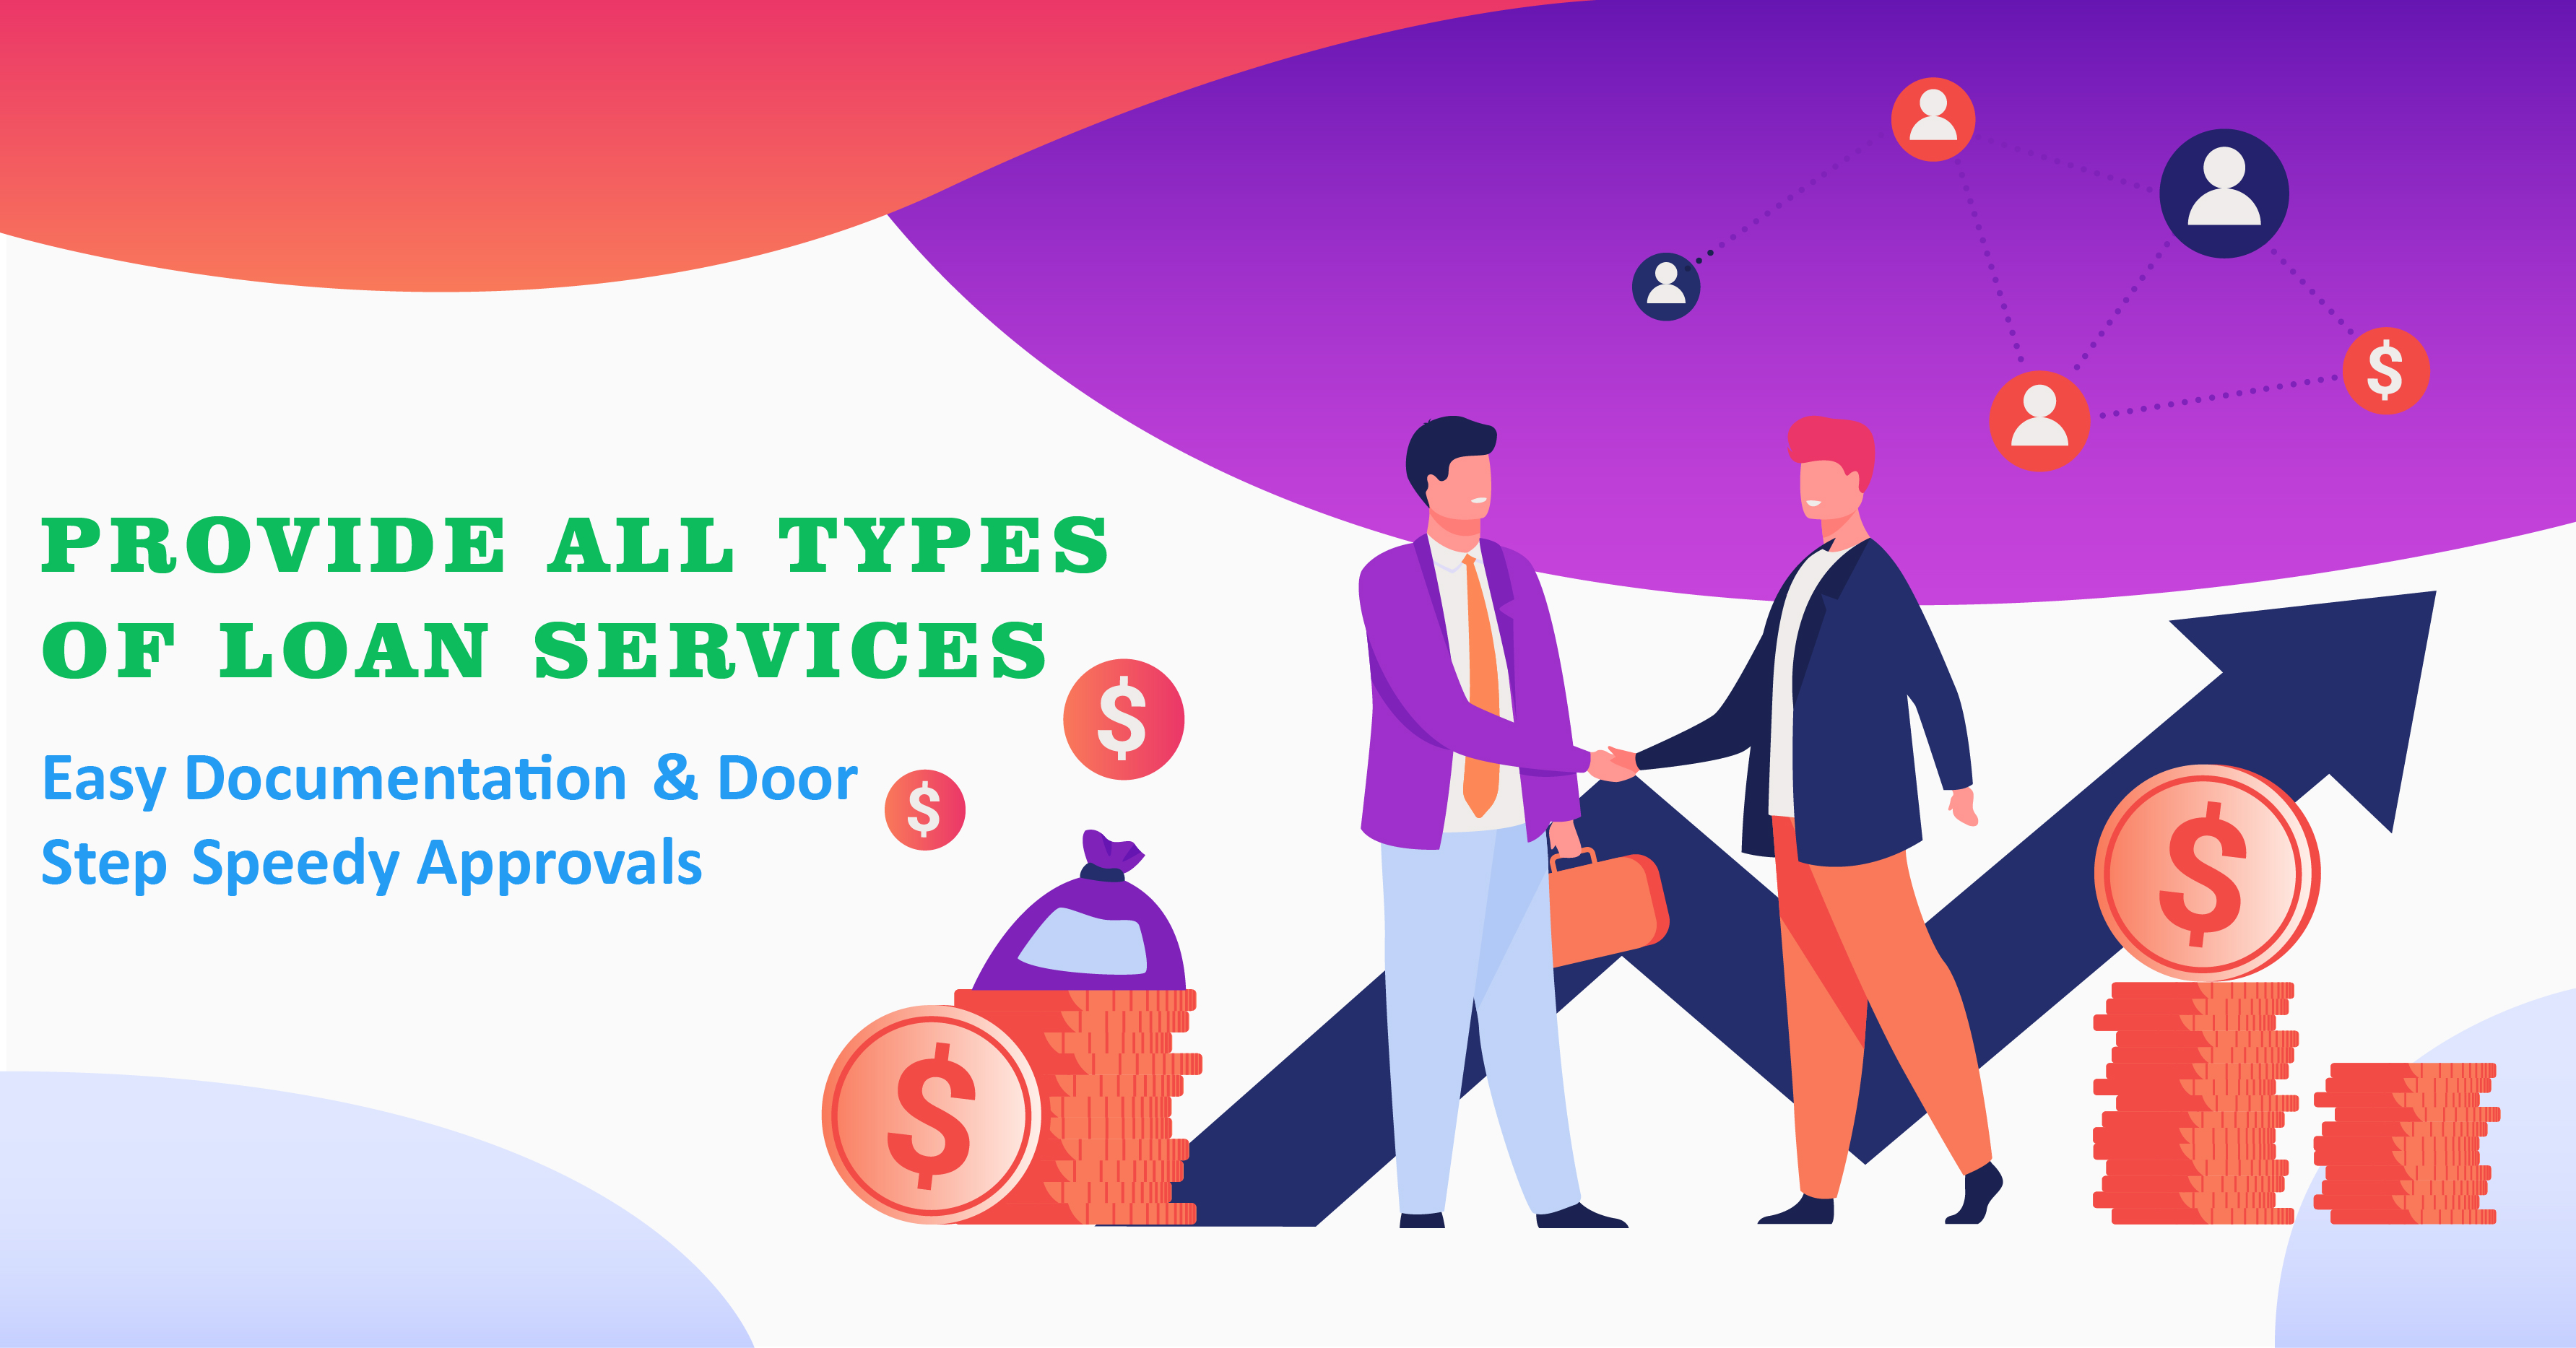 PROVIDE ALL TYPES
OF LOAN SERVICES
Easy Documentation & Door
Step Speedy Approvals
$
$
$
$
$